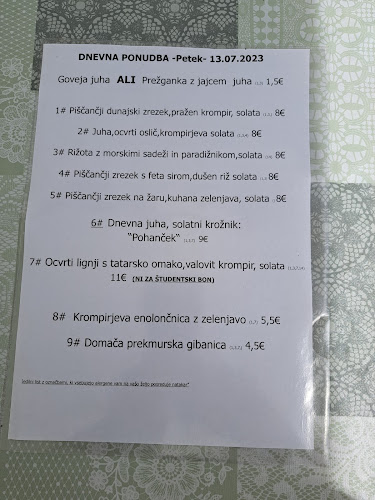 DNEVNA PONUDBA -Petek- 13.07.2023
Goveja juha ALI Prežganka z jajcem juha 1,5€
1# Piščančji dunajski zrezek,pražen krompir, solata 8€
2# Juha,ocvrti oslič,krompirjeva solata 8€
3# Rižota z morskimi sadeži in paradižnikom,solata 8€
4# Piščančji zrezek s feta sirom,dušen riž solata 8€
5# Piščančji zrezek na žaru,kuhana zelenjava, solata 8€
6# Dnevna juha, solatni krožnik:
"Pohanček" 9€
7# Ocvrti lignji s tatarsko omako,valovit krompir, solata
11€ (NI ZA ŠTUDENTSKI BON)
8# Krompirjeva enolončnica z zelenjavo 5,5€
9# Domača prekmurska gibanica 4,5€